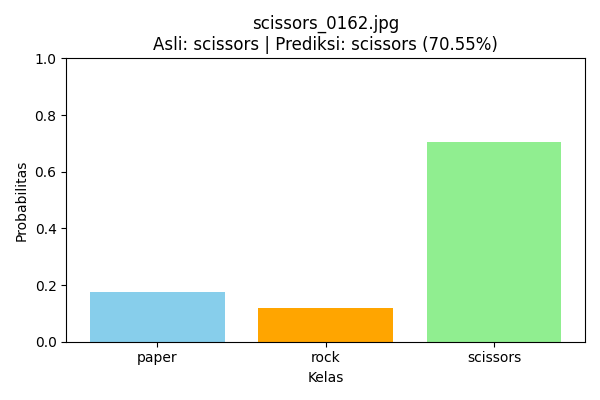 scissors_0162.jpg
Asli: scissors | Prediksi: scissors (70.55%)
1.0
0.8
0.6
0.4
0.2
0.0
Probabilitas
paper rock scissors
Kelas